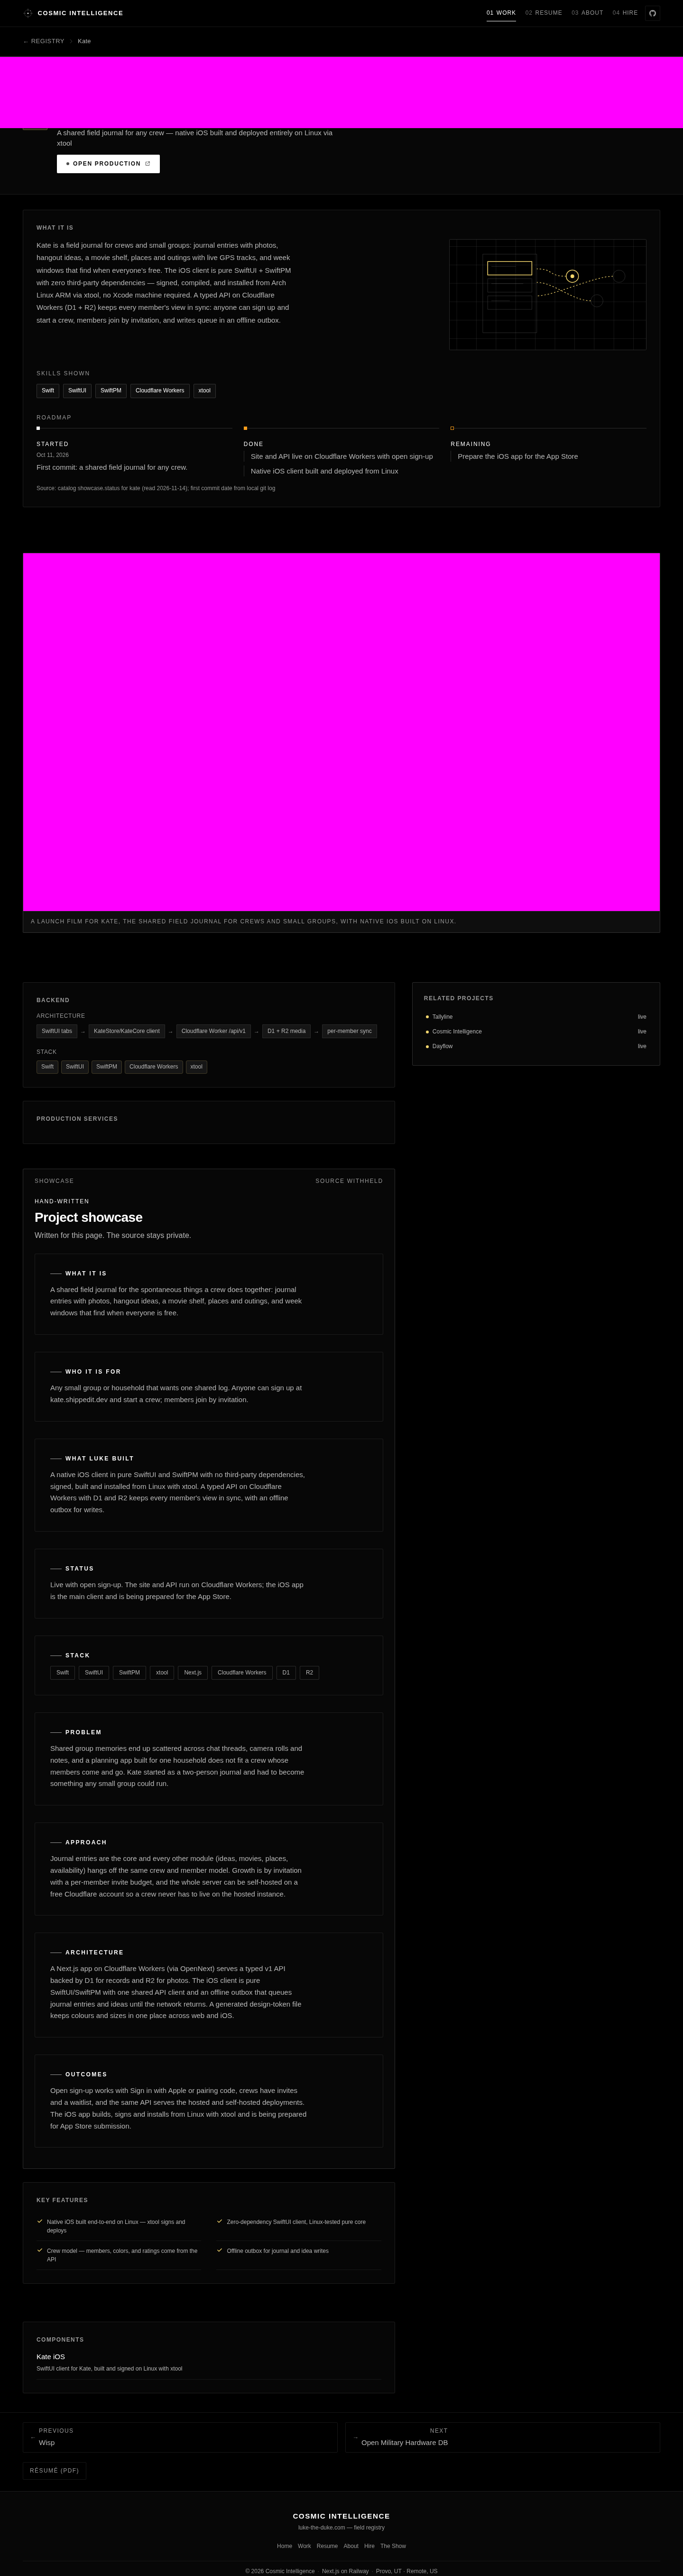 COSMIC INTELLIGENCE
01 WORK 02 RESUME 03 ABOUT 04 HIRE
← REGISTRY › Kate
A shared field journal for any crew — native iOS built and deployed entirely on Linux via
xtool
OPEN PRODUCTION
WHAT IT IS
Kate is a field journal for crews and small groups: journal entries with photos,
hangout ideas, a movie shelf, places and outings with live GPS tracks, and week
windows that find when everyone's free. The iOS client is pure SwiftUI + SwiftPM
with zero third-party dependencies — signed, compiled, and installed from Arch
Linux ARM via xtool, no Xcode machine required. A typed API on Cloudflare
Workers (D1 + R2) keeps every member's view in sync: anyone can sign up and
start a crew, members join by invitation, and writes queue in an offline outbox.
SKILLS SHOWN
Swift SwiftUI SwiftPM Cloudflare Workers xtool
ROADMAP
STARTED
Oct 11, 2026
First commit: a shared field journal for any crew.
DONE
Site and API live on Cloudflare Workers with open sign-up
Native iOS client built and deployed from Linux
REMAINING
Prepare the iOS app for the App Store
Source: catalog showcase.status for kate (read 2026-11-14); first commit date from local git log
A LAUNCH FILM FOR KATE, THE SHARED FIELD JOURNAL FOR CREWS AND SMALL GROUPS, WITH NATIVE IOS BUILT ON LINUX.
BACKEND
ARCHITECTURE
SwiftUI tabs → KateStore/KateCore client → Cloudflare Worker /api/v1 → D1 + R2 media → per-member sync
STACK
Swift SwiftUI SwiftPM Cloudflare Workers xtool
RELATED PROJECTS
Tallyline live
Cosmic Intelligence live
Dayflow live
PRODUCTION SERVICES
SHOWCASE SOURCE WITHHELD
HAND-WRITTEN
Project showcase
Written for this page. The source stays private.
WHAT IT IS
A shared field journal for the spontaneous things a crew does together: journal
entries with photos, hangout ideas, a movie shelf, places and outings, and week
windows that find when everyone is free.
WHO IT IS FOR
Any small group or household that wants one shared log. Anyone can sign up at
kate.shippedit.dev and start a crew; members join by invitation.
WHAT LUKE BUILT
A native iOS client in pure SwiftUI and SwiftPM with no third-party dependencies,
signed, built and installed from Linux with xtool. A typed API on Cloudflare
Workers with D1 and R2 keeps every member's view in sync, with an offline
outbox for writes.
STATUS
Live with open sign-up. The site and API run on Cloudflare Workers; the iOS app
is the main client and is being prepared for the App Store.
STACK
Swift SwiftUI SwiftPM xtool Next.js Cloudflare Workers D1 R2
PROBLEM
Shared group memories end up scattered across chat threads, camera rolls and
notes, and a planning app built for one household does not fit a crew whose
members come and go. Kate started as a two-person journal and had to become
something any small group could run.
APPROACH
Journal entries are the core and every other module (ideas, movies, places,
availability) hangs off the same crew and member model. Growth is by invitation
with a per-member invite budget, and the whole server can be self-hosted on a
free Cloudflare account so a crew never has to live on the hosted instance.
ARCHITECTURE
A Next.js app on Cloudflare Workers (via OpenNext) serves a typed v1 API
backed by D1 for records and R2 for photos. The iOS client is pure
SwiftUI/SwiftPM with one shared API client and an offline outbox that queues
journal entries and ideas until the network returns. A generated design-token file
keeps colours and sizes in one place across web and iOS.
OUTCOMES
Open sign-up works with Sign in with Apple or pairing code, crews have invites
and a waitlist, and the same API serves the hosted and self-hosted deployments.
The iOS app builds, signs and installs from Linux with xtool and is being prepared
for App Store submission.
KEY FEATURES
Native iOS built end-to-end on Linux — xtool signs and
deploys
Zero-dependency SwiftUI client, Linux-tested pure core
Crew model — members, colors, and ratings come from the
API
Offline outbox for journal and idea writes
COMPONENTS
Kate iOS
SwiftUI client for Kate, built and signed on Linux with xtool
PREVIOUS
Wisp
NEXT
Open Military Hardware DB
RÉSUMÉ (PDF)
COSMIC INTELLIGENCE
luke-the-duke.com — field registry
Home Work Resume About Hire The Show
© 2026 Cosmic Intelligence · Next.js on Railway · Provo, UT · Remote, US